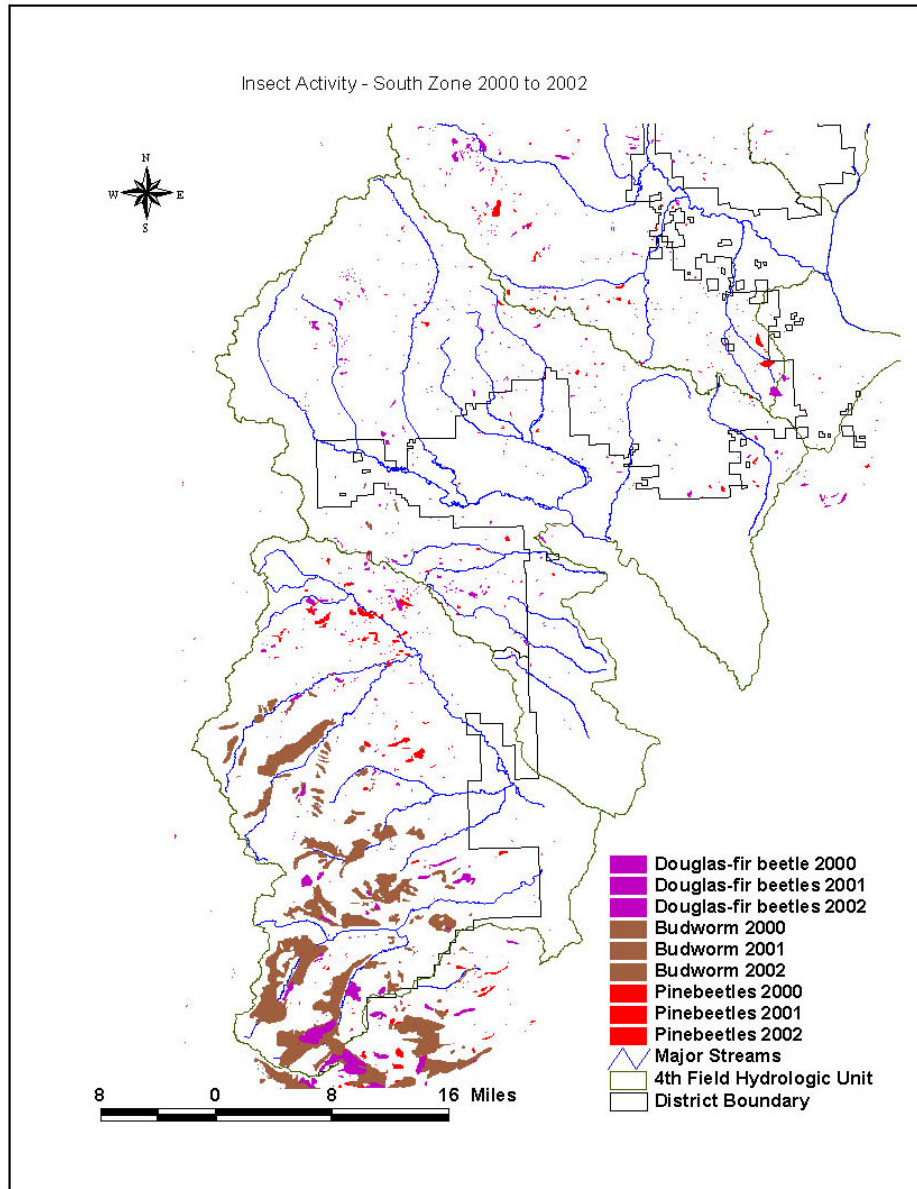 Insect Activity - South Zone 2000 to 2002
N
W E
S
Douglas-fir beetle 2000
Douglas-fir beetles 2001
Douglas-fir beetles 2002
Budworm 2000
Budworm 2001
Budworm 2002
Pinebeetles 2000
Pinebeetles 2001
Pinebeetles 2002
Major Streams
4th Field Hydrologic Unit
District Boundary
8 0 8 16 Miles